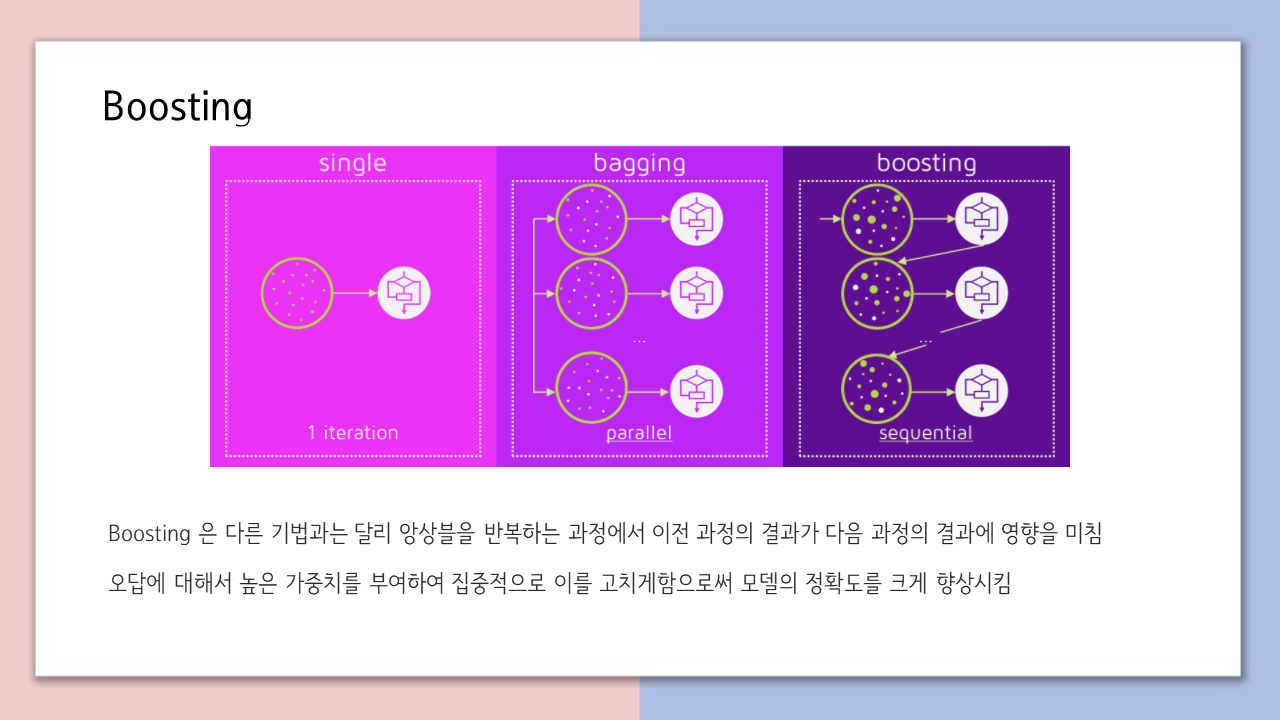 Boosting
single
bagging
boosting
...
...
1 iteration
parallel
sequential
Boosting 은 다른 기법과는 달리 앙상블을 반복하는 과정에서 이전 과정의 결과가 다음 과정의 결과에 영향을 미침
오답에 대해서 높은 가중치를 부여하여 집중적으로 이를 고치게함으로써 모델의 정확도를 크게 향상시킴